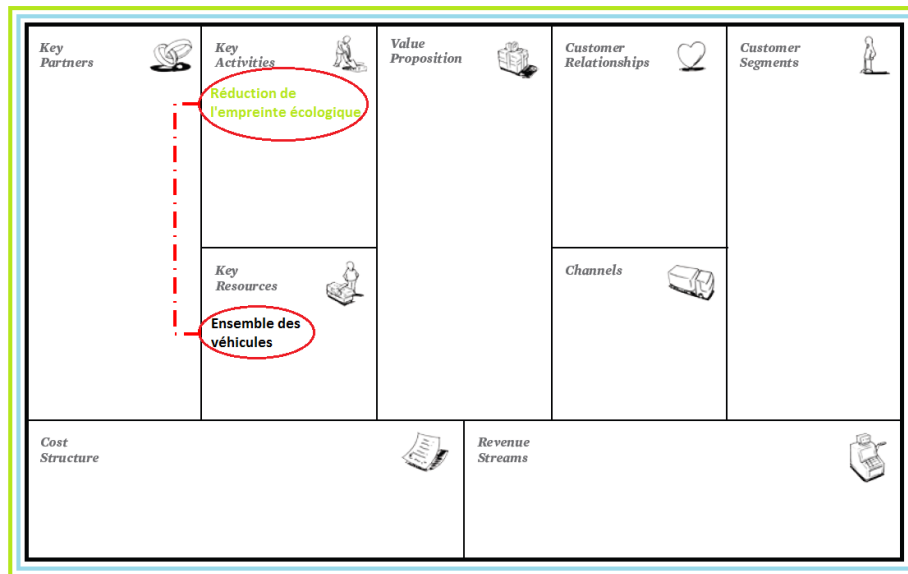 Key
Partners
Key
Activities
Réduction de
l'empreinte écologique
Value
Proposition
Customer
Relationships
Customer
Segments
Key
Resources
Ensemble des
véhicules
Channels
Cost
Structure
Revenue
Streams